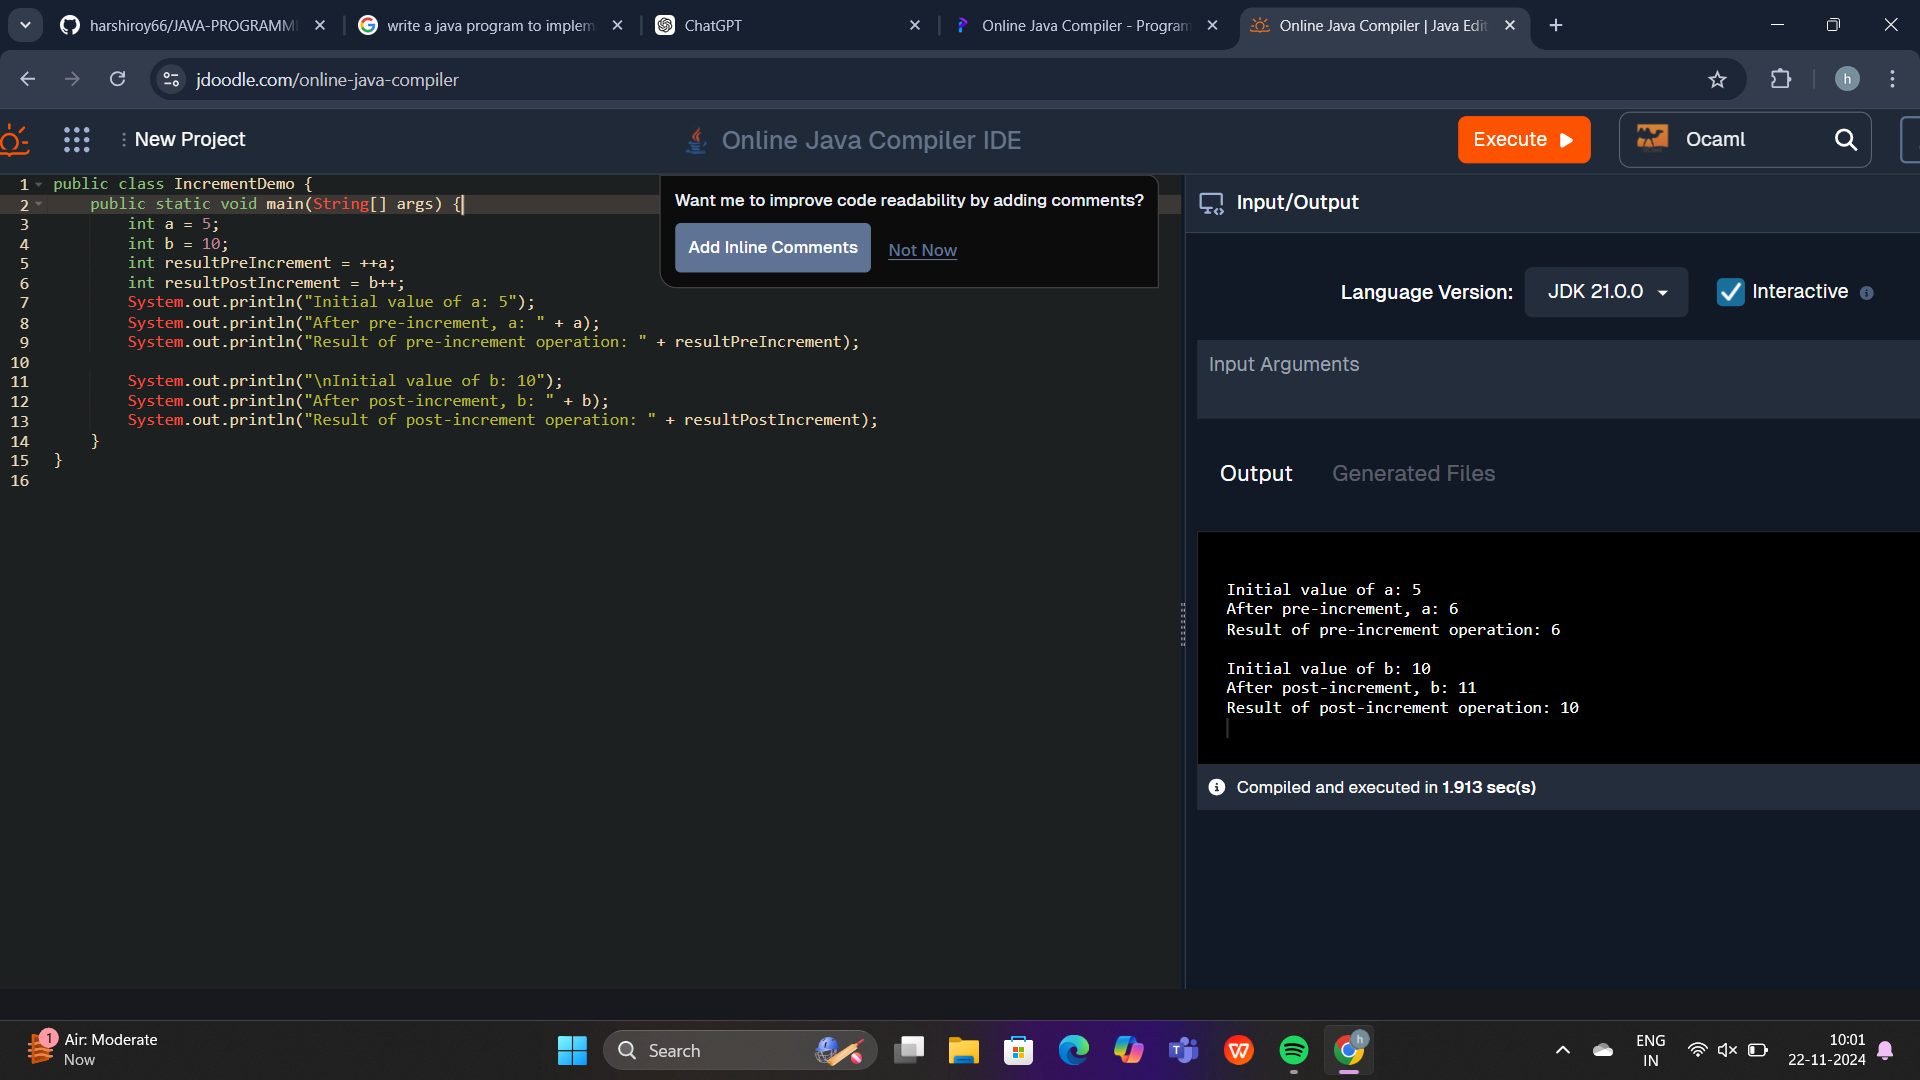 harshiroy66/JAVA-PROGRAMM
write a java program to implem
ChatGPT
Online Java Compiler - Program
Online Java Compiler | Java Edit
jdoodle.com/online-java-compiler
h
New Project
Online Java Compiler IDE
Execute
Ocaml
1 public class IncrementDemo {
2 public static void main(String[] args) {
3 int a = 5;
4 int b = 10;
5 int resultPreIncrement = ++a;
6 int resultPostIncrement = b++;
7 System.out.println("Initial value of a: 5");
8 System.out.println("After pre-increment, a: " + a);
9 System.out.println("Result of pre-increment operation: " + resultPreIncrement);
10
11 System.out.println("\nInitial value of b: 10");
12 System.out.println("After post-increment, b: " + b);
13 System.out.println("Result of post-increment operation: " + resultPostIncrement);
14 }
15 }
16
Want me to improve code readability by adding comments?
Add Inline Comments
Not Now
Input/Output
Language Version:
JDK 21.0.0
Interactive
Input Arguments
Output
Generated Files
Initial value of a: 5
After pre-increment, a: 6
Result of pre-increment operation: 6
Initial value of b: 10
After post-increment, b: 11
Result of post-increment operation: 10
Compiled and executed in 1.913 sec(s)
1
Air: Moderate
Now
Search
h
ENG
IN
10:01
22-11-2024